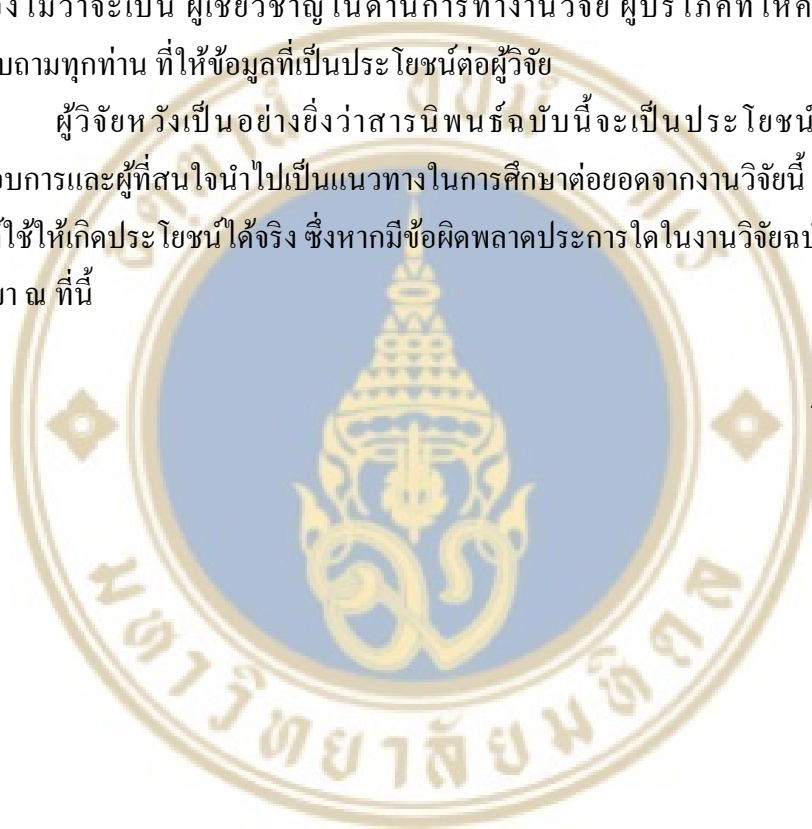 ผู้เชี่ยวชาญในด้านการทำงานวิจัย ผู้บริโภคที่ให้ค
บถามทุกท่าน ที่ให้ข้อมูลที่เป็นประโยชน์ต่อผู้วิจัย
ผู้วิจัยหวังเป็นอย่างยิ่งว่าสารนิพนธ์ฉบับนี้จะเป็นประโยชน์
อบการและผู้ที่สนใจนำไปเป็นแนวทางในการศึกษาต่อยอดจากงานวิจัยนี้
ใช้ให้เกิดประโยชน์ได้จริง ซึ่งหากมีข้อผิดพลาดประการใดในงานวิจัยฉบ
ณ ที่นี้
มหาวิทยาลัยมหิดล